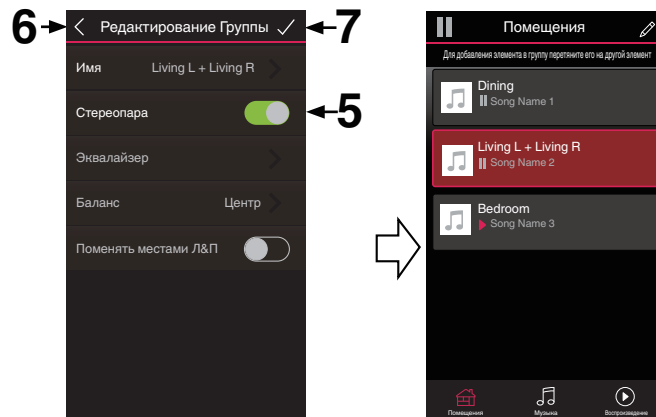 6
Редактирование Группы
7
Имя Living L + Living R
Стереопара
5
Эквалайзер
Баланс Центр
Поменять местами Л&П
Помещения
Для добавления элемента в группу перетяните его на другой элемент
Dining
Song Name 1
Living L + Living R
Song Name 2
Bedroom
Song Name 3
Помещения Музыка Воспроизведение